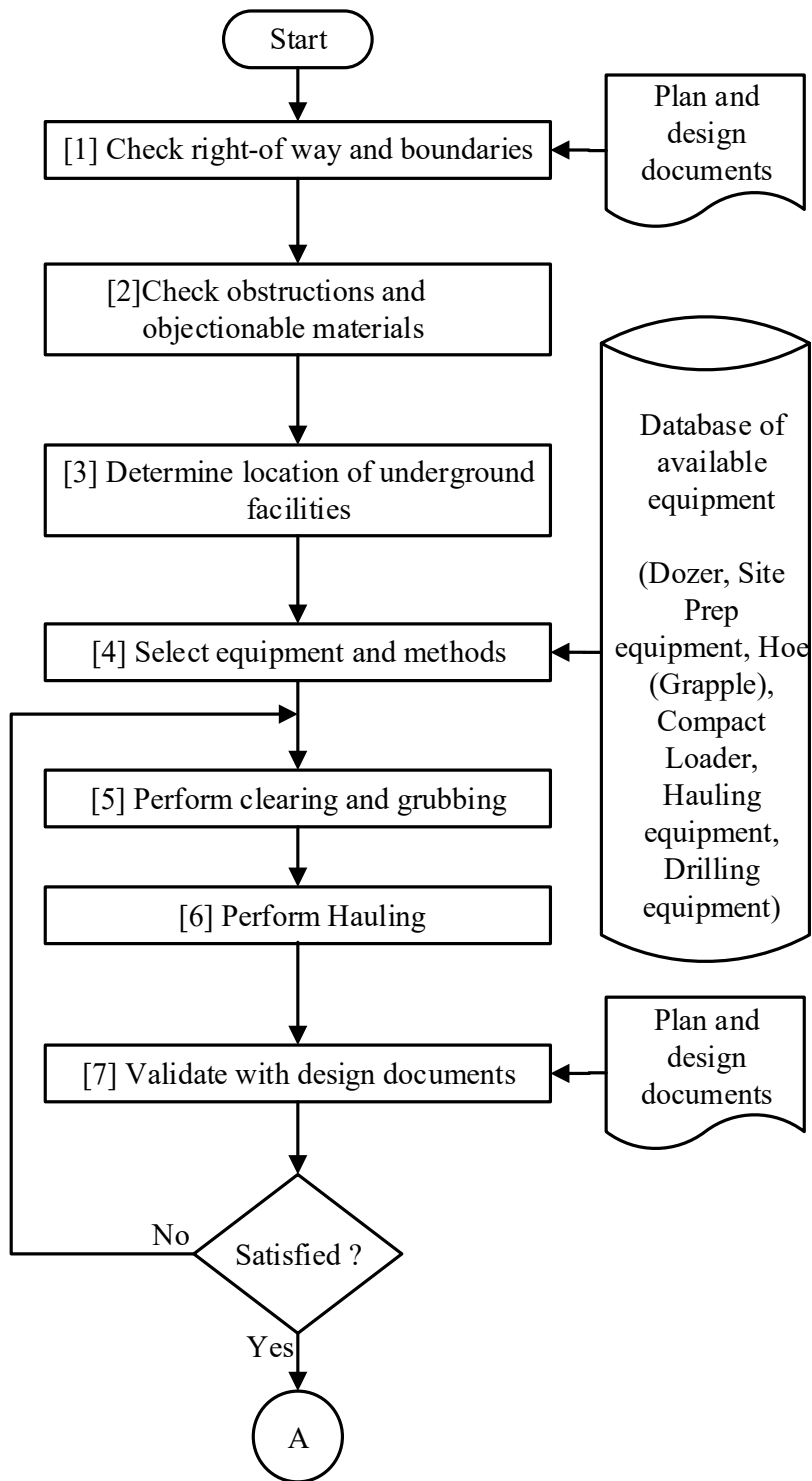 Start
[1] Check right-of way and boundaries
Plan and
design
documents
[2]Check obstructions and
objectionable materials
[3] Determine location of underground
facilities
[4] Select equipment and methods
Database of
available
equipment
(Dozer, Site
Prep
equipment, Hoe
(Grapple),
Compact
Loader,
Hauling
equipment,
Drilling
equipment)
[5] Perform clearing and grubbing
[6] Perform Hauling
[7] Validate with design documents
Plan and
design
documents
Satisfied ?
No
Yes
A